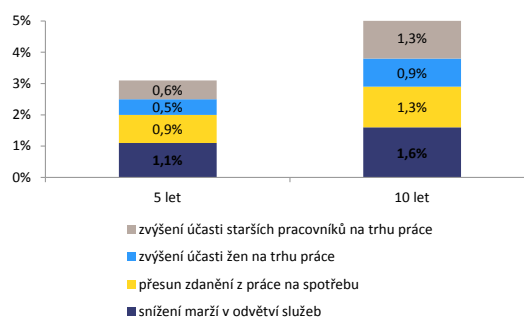 5%
4%
3%
2%
1%
0%
0,6%
0,5%
0,9%
1,1%
1,3%
0,9%
1,3%
1,6%
5 let
10 let
zvýšení účasti starších pracovníků na trhu práce
zvýšení účasti žen na trhu práce
přesun zdanění z práce na spotřebu
snížení marží v odvětví služeb